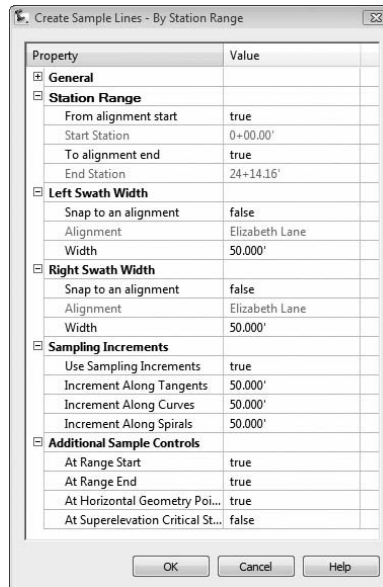 Create Sample Lines - By Station Range
Property Value
General
Station Range
From alignment start true
Start Station 0+00.00'
To alignment end true
End Station 24+14.16'
Left Swath Width
Snap to an alignment false
Alignment Elizabeth Lane
Width 50.000'
Right Swath Width
Snap to an alignment false
Alignment Elizabeth Lane
Width 50.000'
Sampling Increments
Use Sampling Increments true
Increment Along Tangents 50.000'
Increment Along Curves 50.000'
Increment Along Spirals 50.000'
Additional Sample Controls
At Range Start true
At Range End true
At Horizontal Geometry Poi... true
At Superelevation Critical St... false
OK Cancel Help